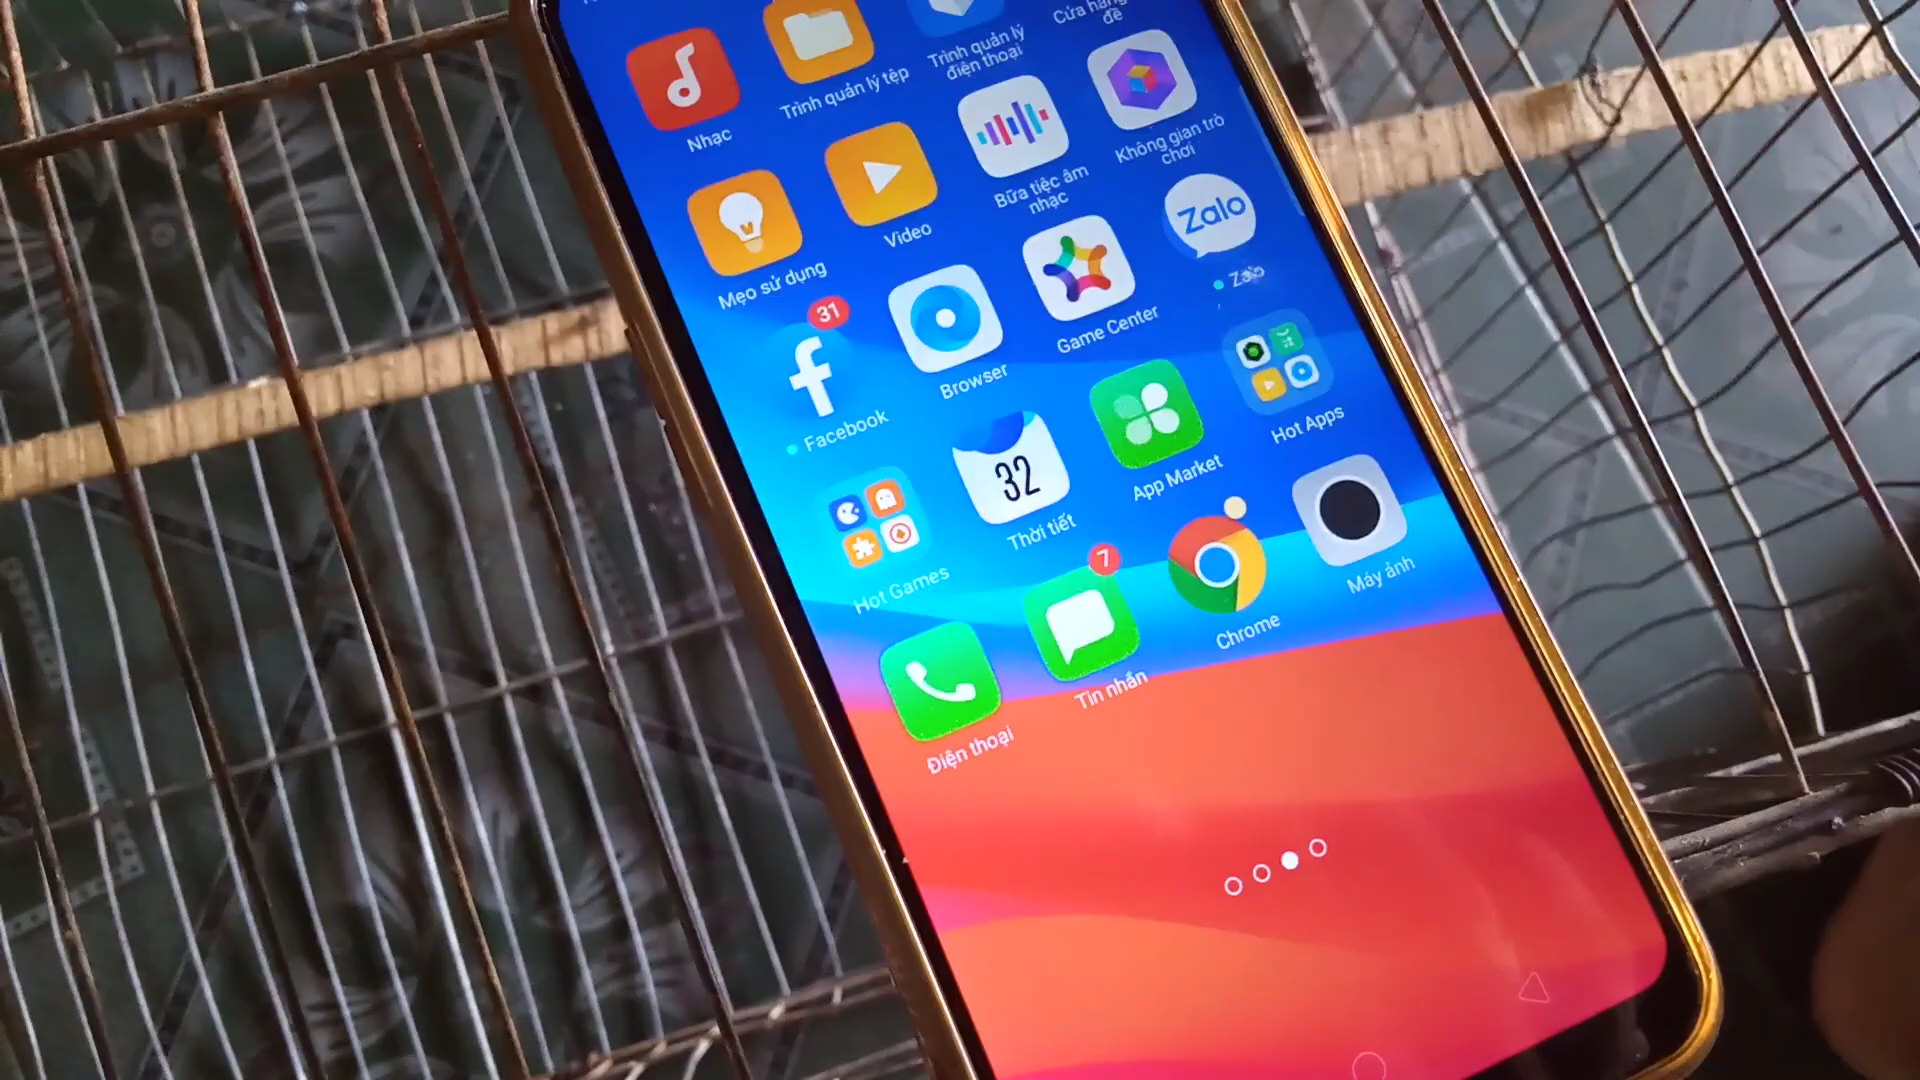 Nhạc
Trình quản lý tệp
Trình quản lý
điện thoại
Cửa hàng
đề
Mẹo sử dụng
Video
Bữa tiệc âm
nhạc
Không gian trò
chơi
31
Facebook
Browser
Game Center
Zalo
Zalo
Hot Games
32
Thời tiết
App Market
Hot Apps
Điện thoại
7
Tin nhắn
Chrome
Máy ảnh